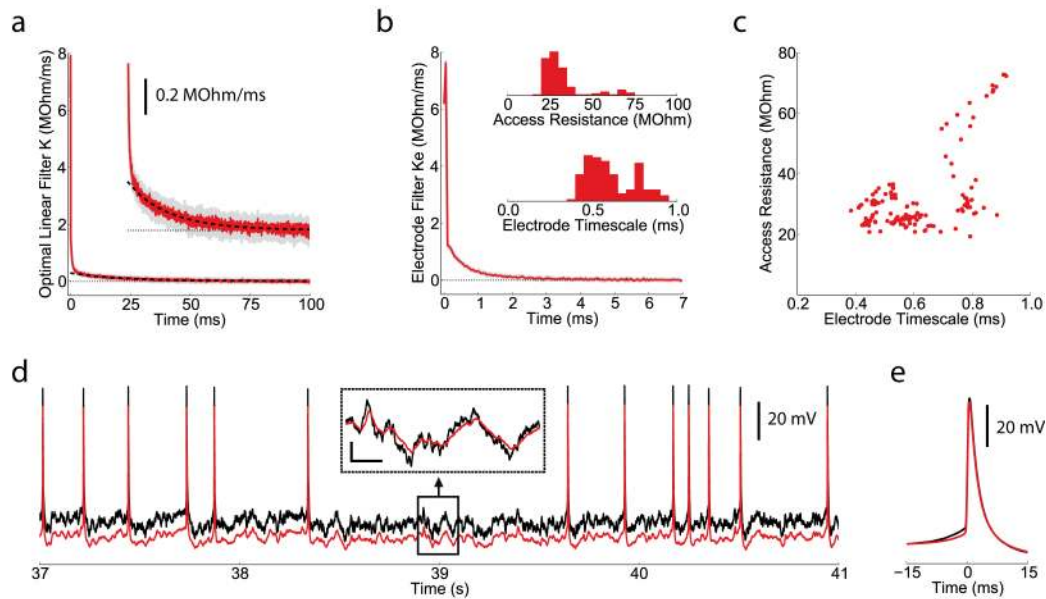 a
Optimal Linear Filter K (MOhm/ms)
8
6
4
2
0
0.2 MOhm/ms
0 25 50 75 100
Time (ms)
b
Electrode Filter Ke (MOhm/ms)
8
6
4
2
0
0 25 50 75 100
Access Resistance (MOhm)
0.0 0.5 1.0
Electrode Timescale (ms)
0 1 2 3 4 5 6 7
Time (ms)
c
Access Resistance (MOhm)
80
60
40
20
0.2 0.4 0.6 0.8 1.0
Electrode Timescale (ms)
d
20 mV
37 38 39 40 41
Time (s)
e
20 mV
−15 0 15
Time (ms)